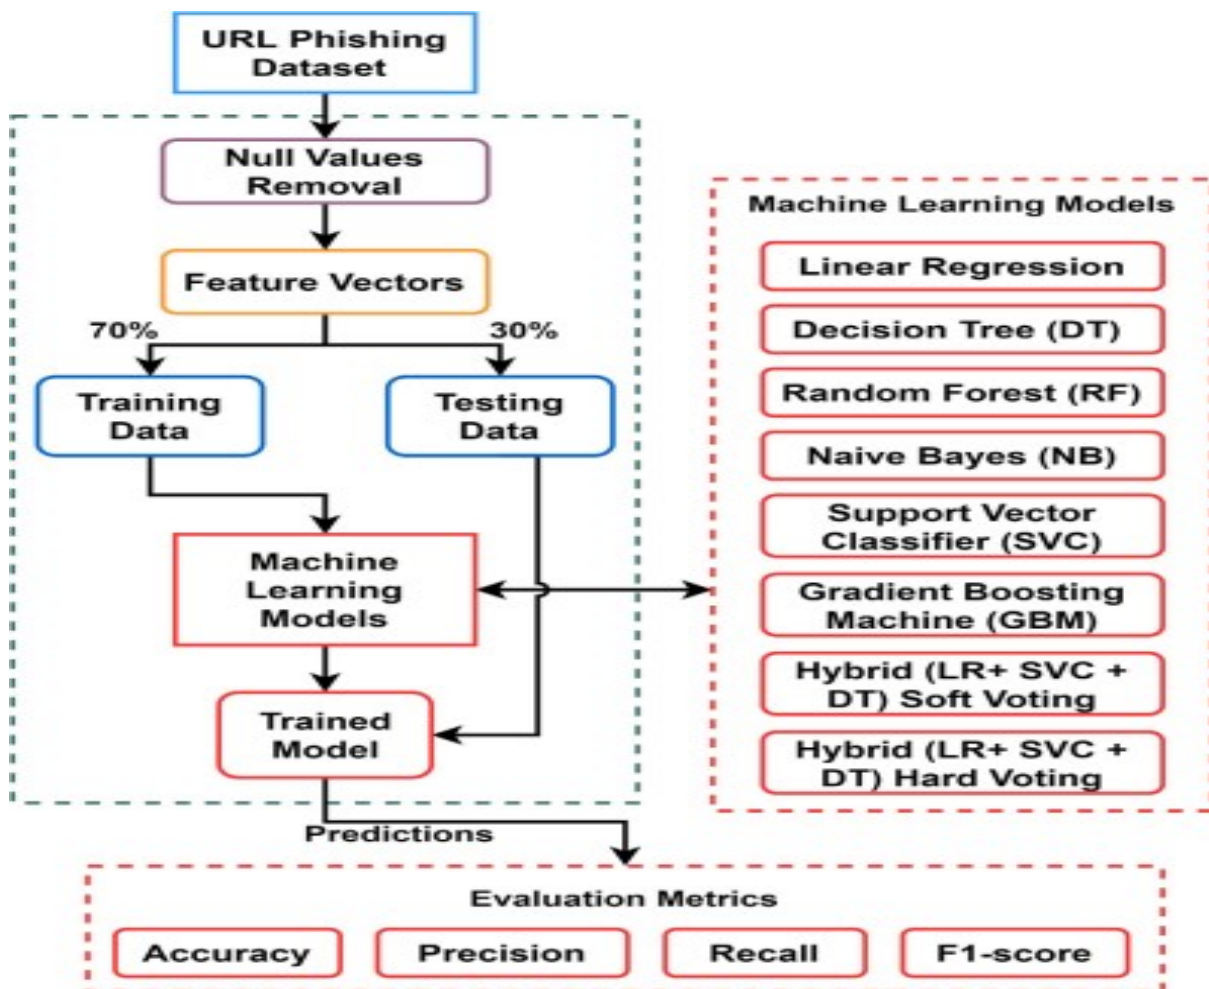 URL Phishing
Dataset
Null Values
Removal
Feature Vectors
70%
30%
Training
Data
Testing
Data
Machine
Learning
Models
Trained
Model
Predictions
Machine Learning Models
Linear Regression
Decision Tree (DT)
Random Forest (RF)
Naive Bayes (NB)
Support Vector
Classifier (SVC)
Gradient Boosting
Machine (GBM)
Hybrid (LR+ SVC +
DT) Soft Voting
Hybrid (LR+ SVC +
DT) Hard Voting
Evaluation Metrics
Accuracy
Precision
Recall
F1-score